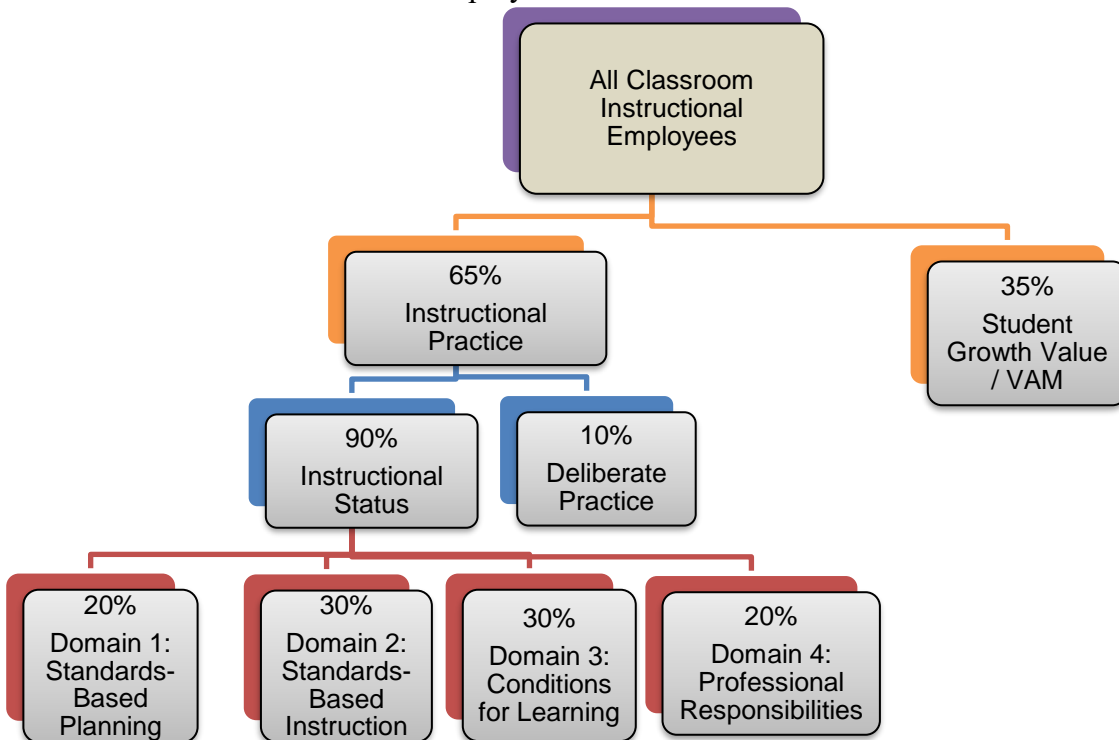 All Classroom
Instructional
Employees
65%
Instructional
Practice
35%
Student
Growth Value
/ VAM
90%
Instructional
Status
10%
Deliberate
Practice
20%
Domain 1:
Standards-
Based
Planning
30%
Domain 2:
Standards-
Based
Instruction
30%
Domain 3:
Conditions
for Learning
20%
Domain 4:
Professional
Responsibilities